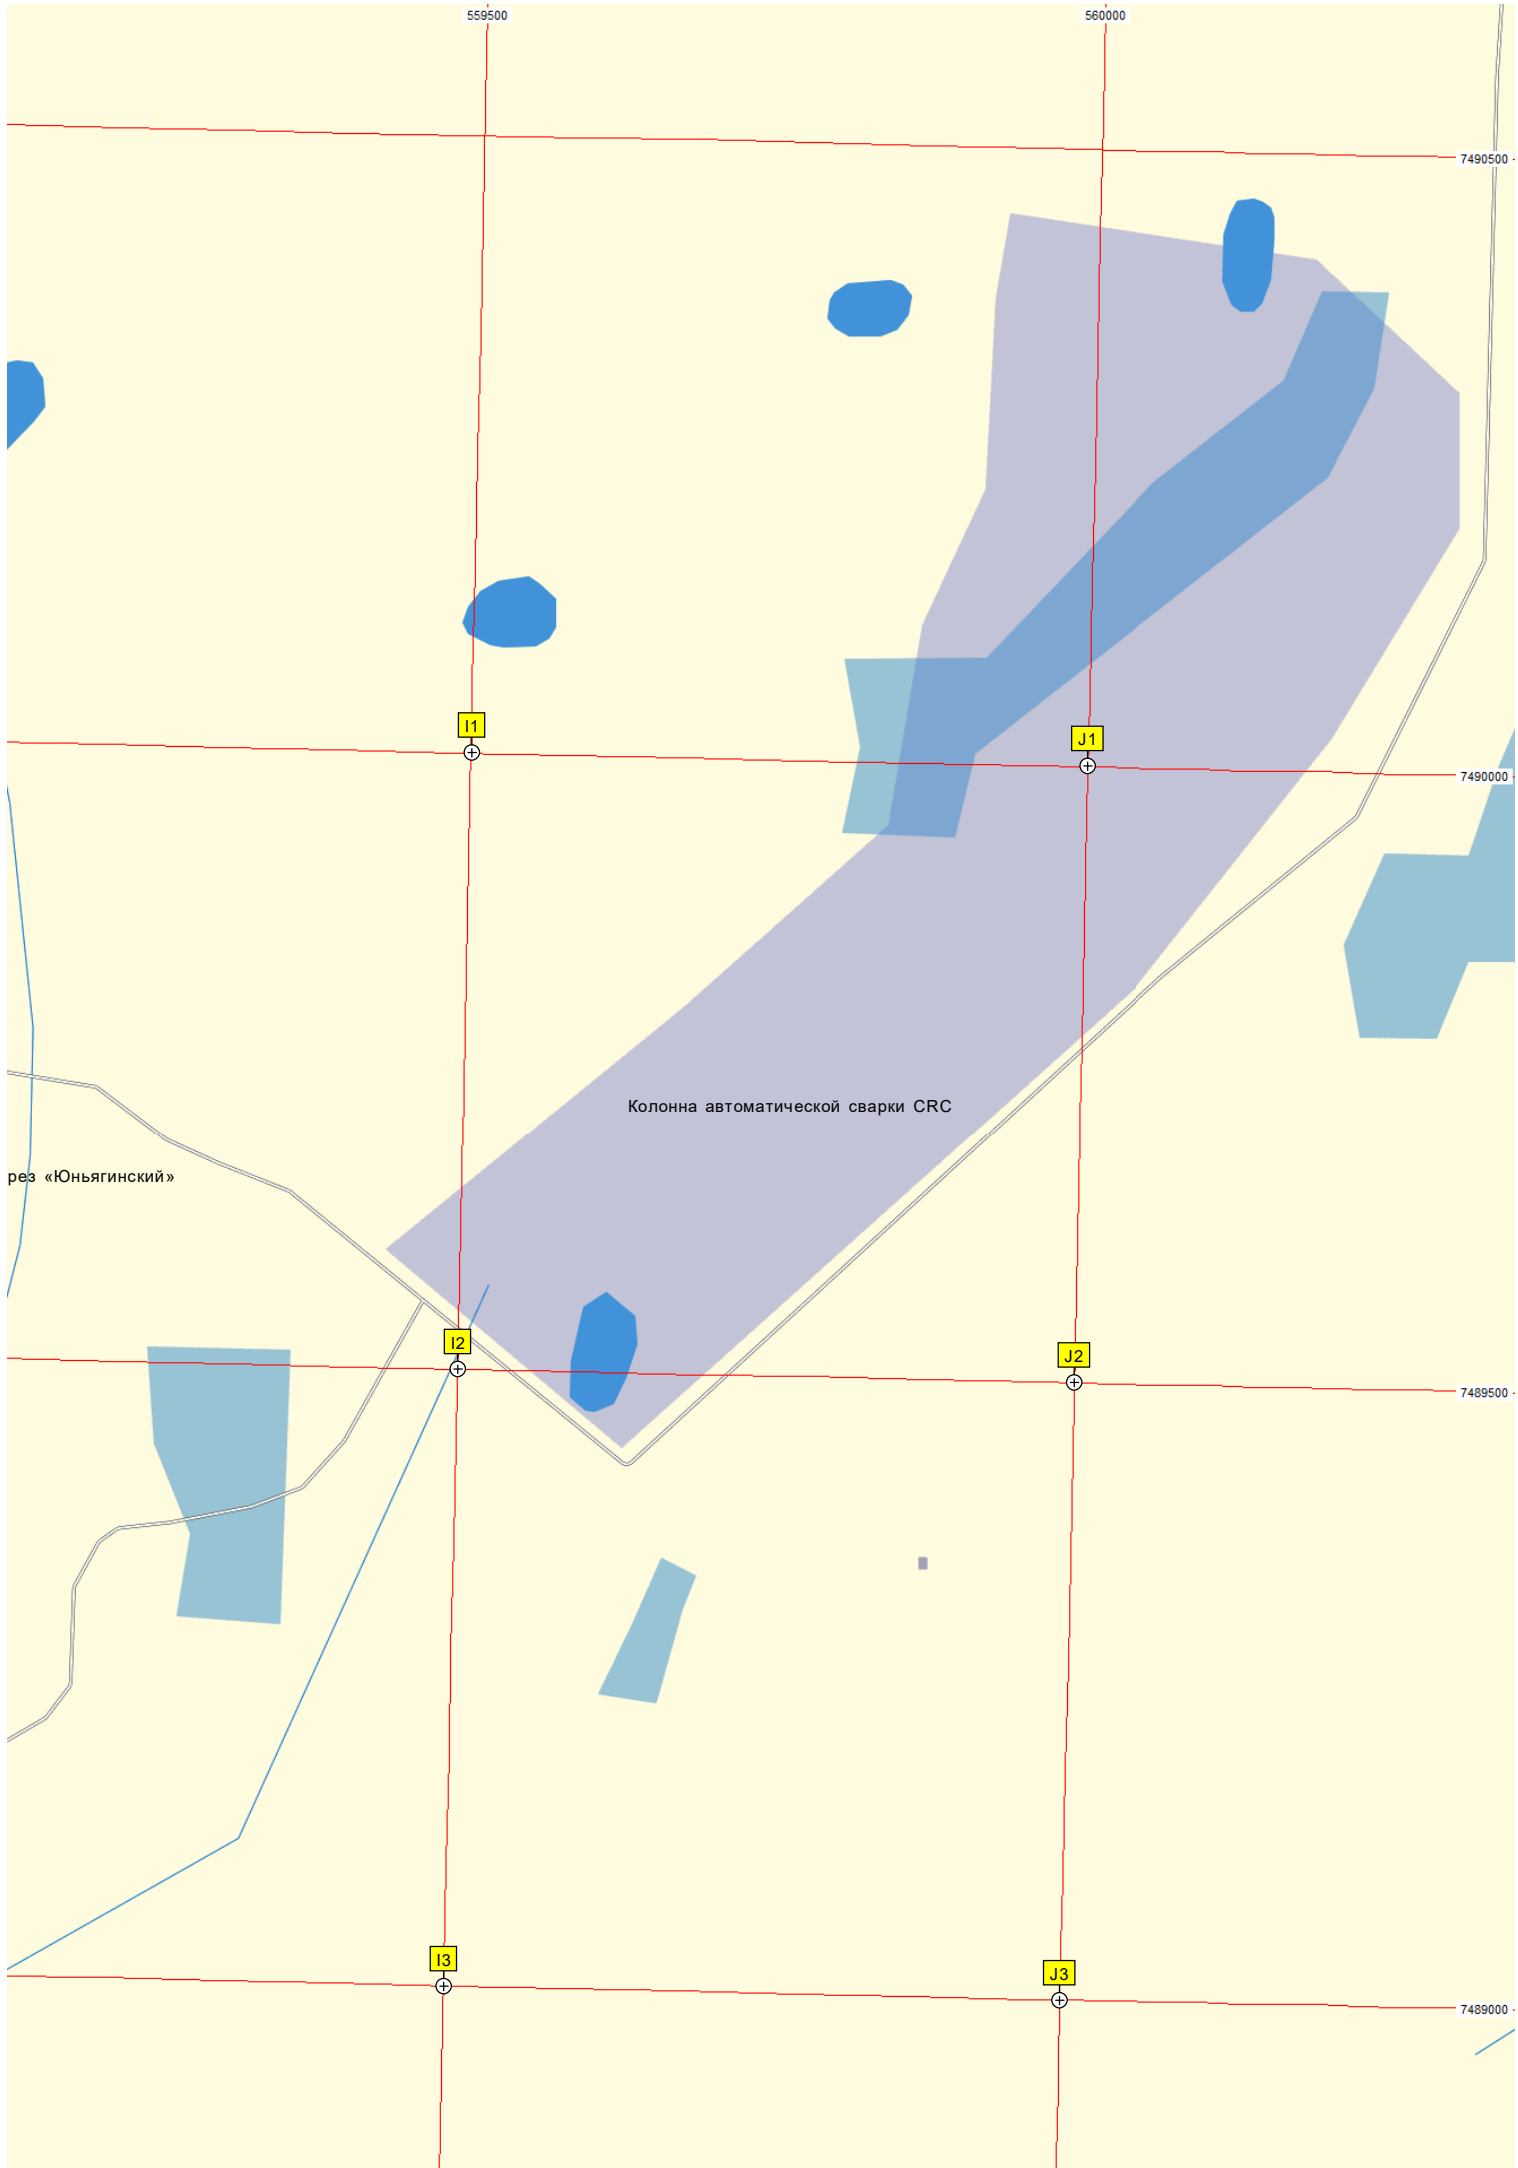 559500 560000
7490500
I1
J1
7490000
Колонна автоматической сварки CRC
рез «Юньягинский»
I2
J2
7489500
I3
J3
7489000